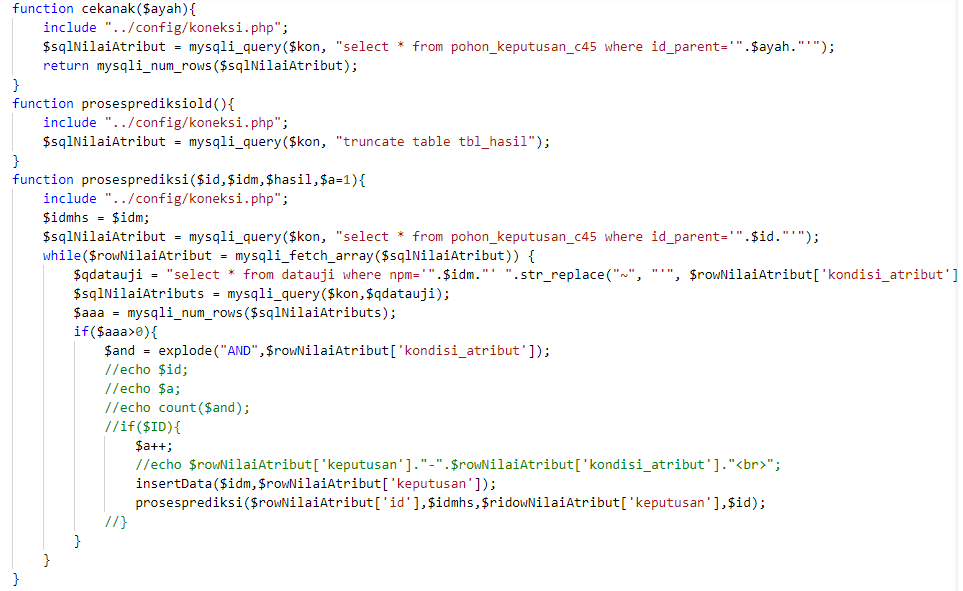 function cekanak($ayah){
include "../config/koneksi.php";
$sqlNilaiAtribut = mysqli_query($kon, "select * from pohon_keputusan_c45 where id_parent='".$ayah."'");
return mysqli_num_rows($sqlNilaiAtribut);
}
function prosesprediksiold(){
include "../config/koneksi.php";
$sqlNilaiAtribut = mysqli_query($kon, "truncate table tbl_hasil");
}
function prosesprediksi($id,$idm,$hasil,$a=1){
include "../config/koneksi.php";
$idmhs = $idm;
$sqlNilaiAtribut = mysqli_query($kon, "select * from pohon_keputusan_c45 where id_parent='".$id."'");
while($rowNilaiAtribut = mysqli_fetch_array($sqlNilaiAtribut)) {
$qdatauji = "select * from datauji where npm='".$idm."' ".str_replace("~", "'", $rowNilaiAtribut['kondisi_atribut']
$sqlNilaiAtributs = mysqli_query($kon,$qdatauji);
$aaa = mysqli_num_rows($sqlNilaiAtributs);
if($aaa>0){
$and = explode("AND",$rowNilaiAtribut['kondisi_atribut']);
//echo $id;
//echo $a;
//echo count($and);
//if($ID){
$a++;
//echo $rowNilaiAtribut['keputusan']."-".$rowNilaiAtribut['kondisi_atribut']."<br>";
insertData($idm,$rowNilaiAtribut['keputusan']);
prosesprediksi($rowNilaiAtribut['id'],$idmhs,$ridowNilaiAtribut['keputusan'],$id);
//}
}
}
}